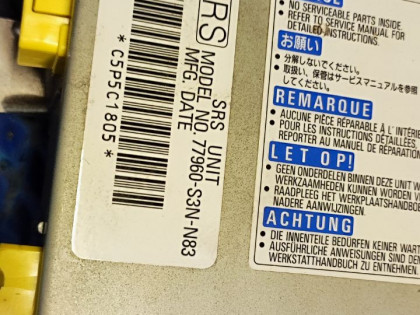 SRS
SRS UNIT
MODEL NO. 77960-S3N-N83
MFG. DATE
*C5P5C1805*
• NO SERVICEABLE PARTS INSIDE.
• REFER TO SERVICE MANUAL FOR
DETAILED INSTRUCTIONS.
お願い
• 分解しないでください。
• 取扱い、保管はサービスマニュアルを参照
してください。
REMARQUE
• AUCUNE PIÈCE RÉPARABLE À L'INTÉRIE
• POUR LES INSTRUCTIONS DÉTAILLÉES,
REPORTER AU MANUEL DE RÉPARATION
LET OP!
• GEEN ONDERDELEN BINNEN DEZE UNIT
WERKZAAMHEDEN KUNNEN WORDEN
• RAADPLEEG HET WERKPLAATSHANDBO
NADERE AANWIJZINGEN.
ACHTUNG
• DIE INNENTEILE BEDÜRFEN KEINER WART
• AUSFÜHRLICHE ANWEISUNGEN SIND DEM
WERKSTATTHANDBUCH ZU ENTNEHMEN.